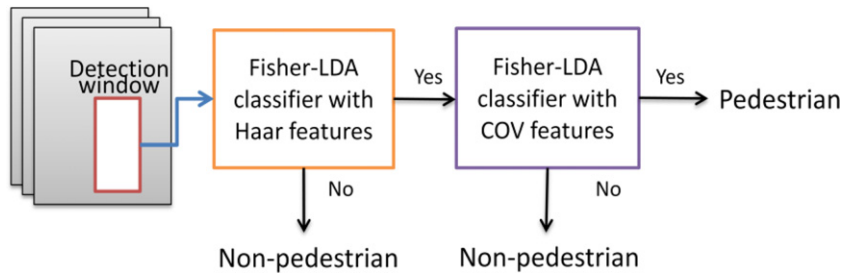 Detection
window
Fisher-LDA
classifier with
Haar features
Yes
Fisher-LDA
classifier with
COV features
Yes
Pedestrian
No
No
Non-pedestrian
Non-pedestrian